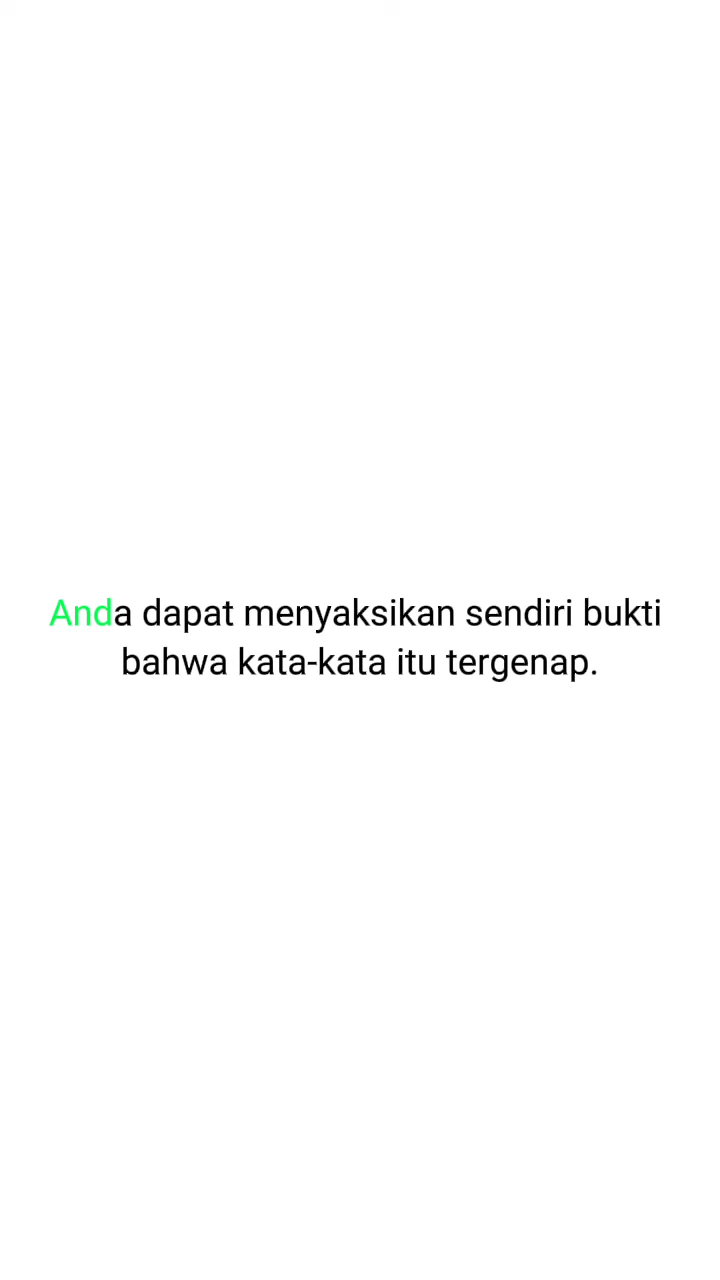 Anda dapat menyaksikan sendiri bukti
bahwa kata-kata itu tergenap.